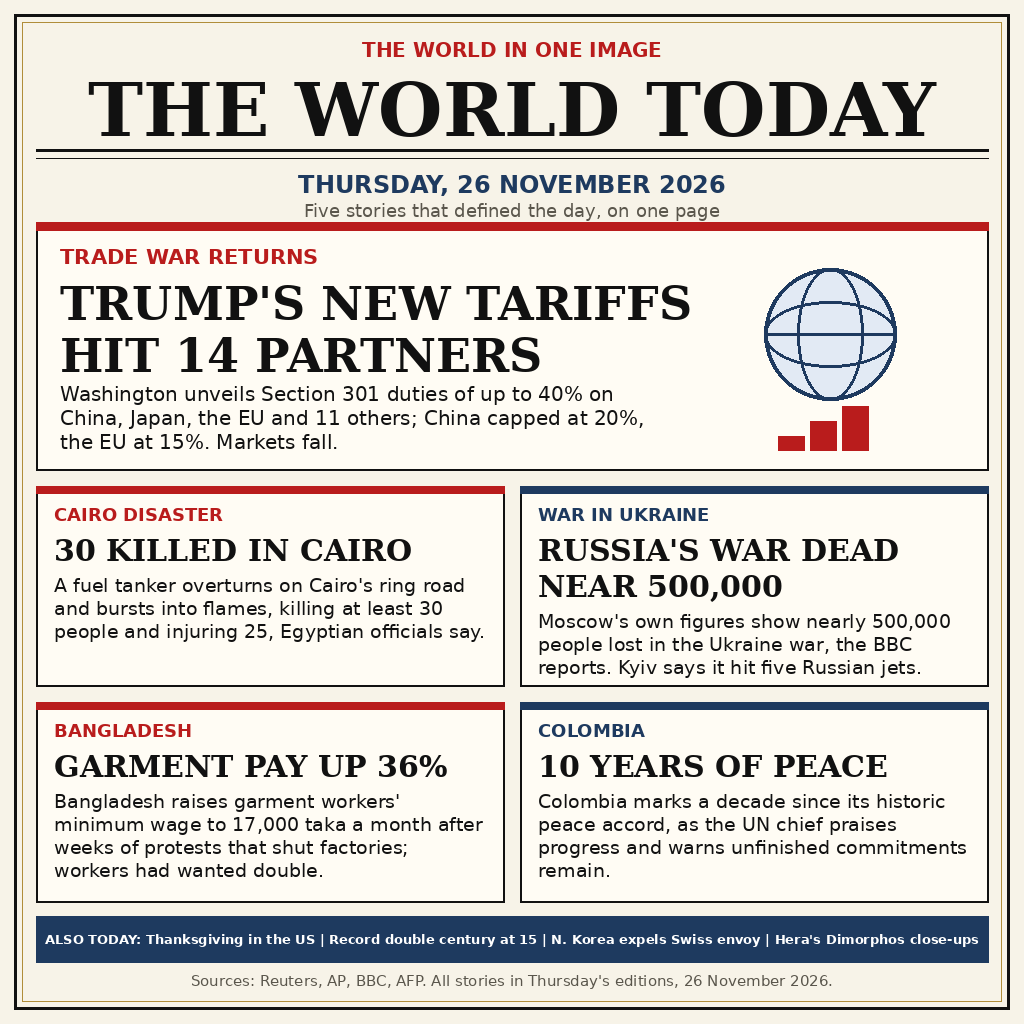 THE WORLD IN ONE IMAGE
THE WORLD TODAY
THURSDAY, 26 NOVEMBER 2026
Five stories that defined the day, on one page
TRADE WAR RETURNS
TRUMP'S NEW TARIFFS
HIT 14 PARTNERS
Washington unveils Section 301 duties of up to 40% on
China, Japan, the EU and 11 others; China capped at 20%,
the EU at 15%. Markets fall.
CAIRO DISASTER
30 KILLED IN CAIRO
A fuel tanker overturns on Cairo's ring road
and bursts into flames, killing at least 30
people and injuring 25, Egyptian officials say.
WAR IN UKRAINE
RUSSIA'S WAR DEAD
NEAR 500,000
Moscow's own figures show nearly 500,000
people lost in the Ukraine war, the BBC
reports. Kyiv says it hit five Russian jets.
BANGLADESH
GARMENT PAY UP 36%
Bangladesh raises garment workers'
minimum wage to 17,000 taka a month after
weeks of protests that shut factories;
workers had wanted double.
COLOMBIA
10 YEARS OF PEACE
Colombia marks a decade since its historic
peace accord, as the UN chief praises
progress and warns unfinished commitments
remain.
ALSO TODAY: Thanksgiving in the US | Record double century at 15 | N. Korea expels Swiss envoy | Hera's Dimorphos close-ups
Sources: Reuters, AP, BBC, AFP. All stories in Thursday's editions, 26 November 2026.